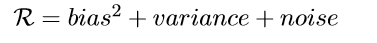 ℛ = bias² + variance + noise